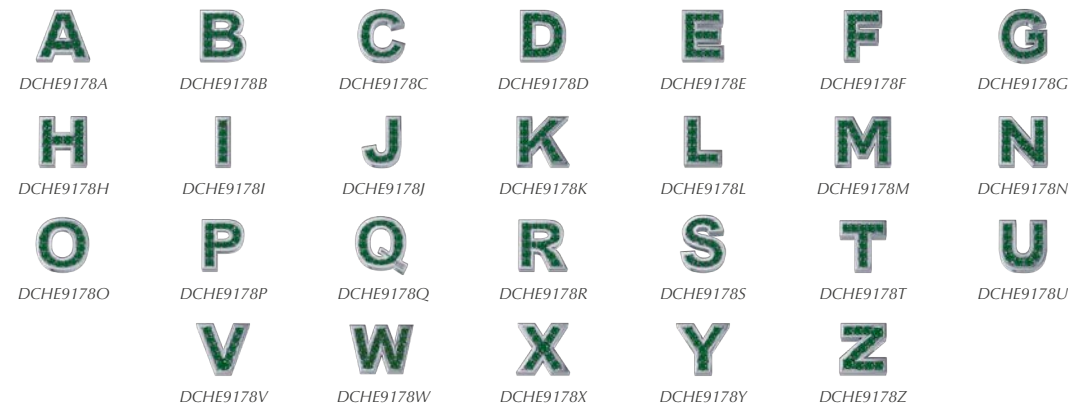 A B C D E F G
DCHE9178A DCHE9178B DCHE9178C DCHE9178D DCHE9178E DCHE9178F DCHE9178G
H I J K L M N
DCHE9178H DCHE9178I DCHE9178J DCHE9178K DCHE9178L DCHE9178M DCHE9178N
O P Q R S T U
DCHE9178O DCHE9178P DCHE9178Q DCHE9178R DCHE9178S DCHE9178T DCHE9178U
V W X Y Z
DCHE9178V DCHE9178W DCHE9178X DCHE9178Y DCHE9178Z